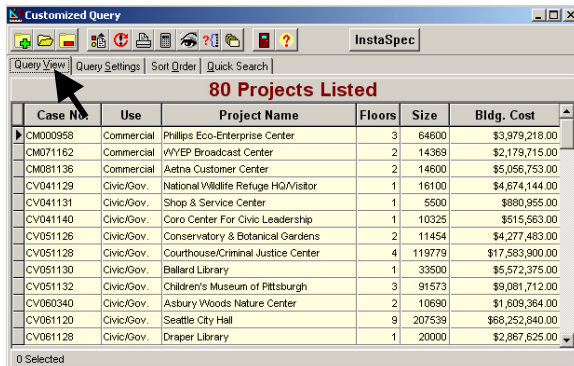 Customized Query
InstaSpec
Query View Query Settings Sort Order Quick Search
80 Projects Listed
Case No. Use Project Name Floors Size Bldg. Cost
CM000958 Commercial Phillips Eco-Enterprise Center 3 64600 $3,979,218.00
CM071162 Commercial WYEP Broadcast Center 2 14369 $2,179,715.00
CM081136 Commercial Aetna Customer Center 2 14600 $5,056,753.00
CV041129 Civic/Gov. National Wildlife Refuge HQ/Visitor 1 16100 $4,674,144.00
CV041131 Civic/Gov. Shop & Service Center 1 5500 $880,955.00
CV041140 Civic/Gov. Coro Center For Civic Leadership 1 10325 $515,563.00
CV051126 Civic/Gov. Conservatory & Botanical Gardens 2 11454 $4,277,483.00
CV051128 Civic/Gov. Courthouse/Criminal Justice Center 4 119779 $17,583,900.00
CV051130 Civic/Gov. Ballard Library 1 33500 $5,572,375.00
CV051132 Civic/Gov. Children's Museum of Pittsburgh 3 91573 $9,081,712.00
CV060340 Civic/Gov. Asbury Woods Nature Center 2 10690 $1,609,364.00
CV061120 Civic/Gov. Seattle City Hall 9 207539 $68,252,840.00
CV061128 Civic/Gov. Draper Library 1 20000 $2,867,625.00
0 Selected